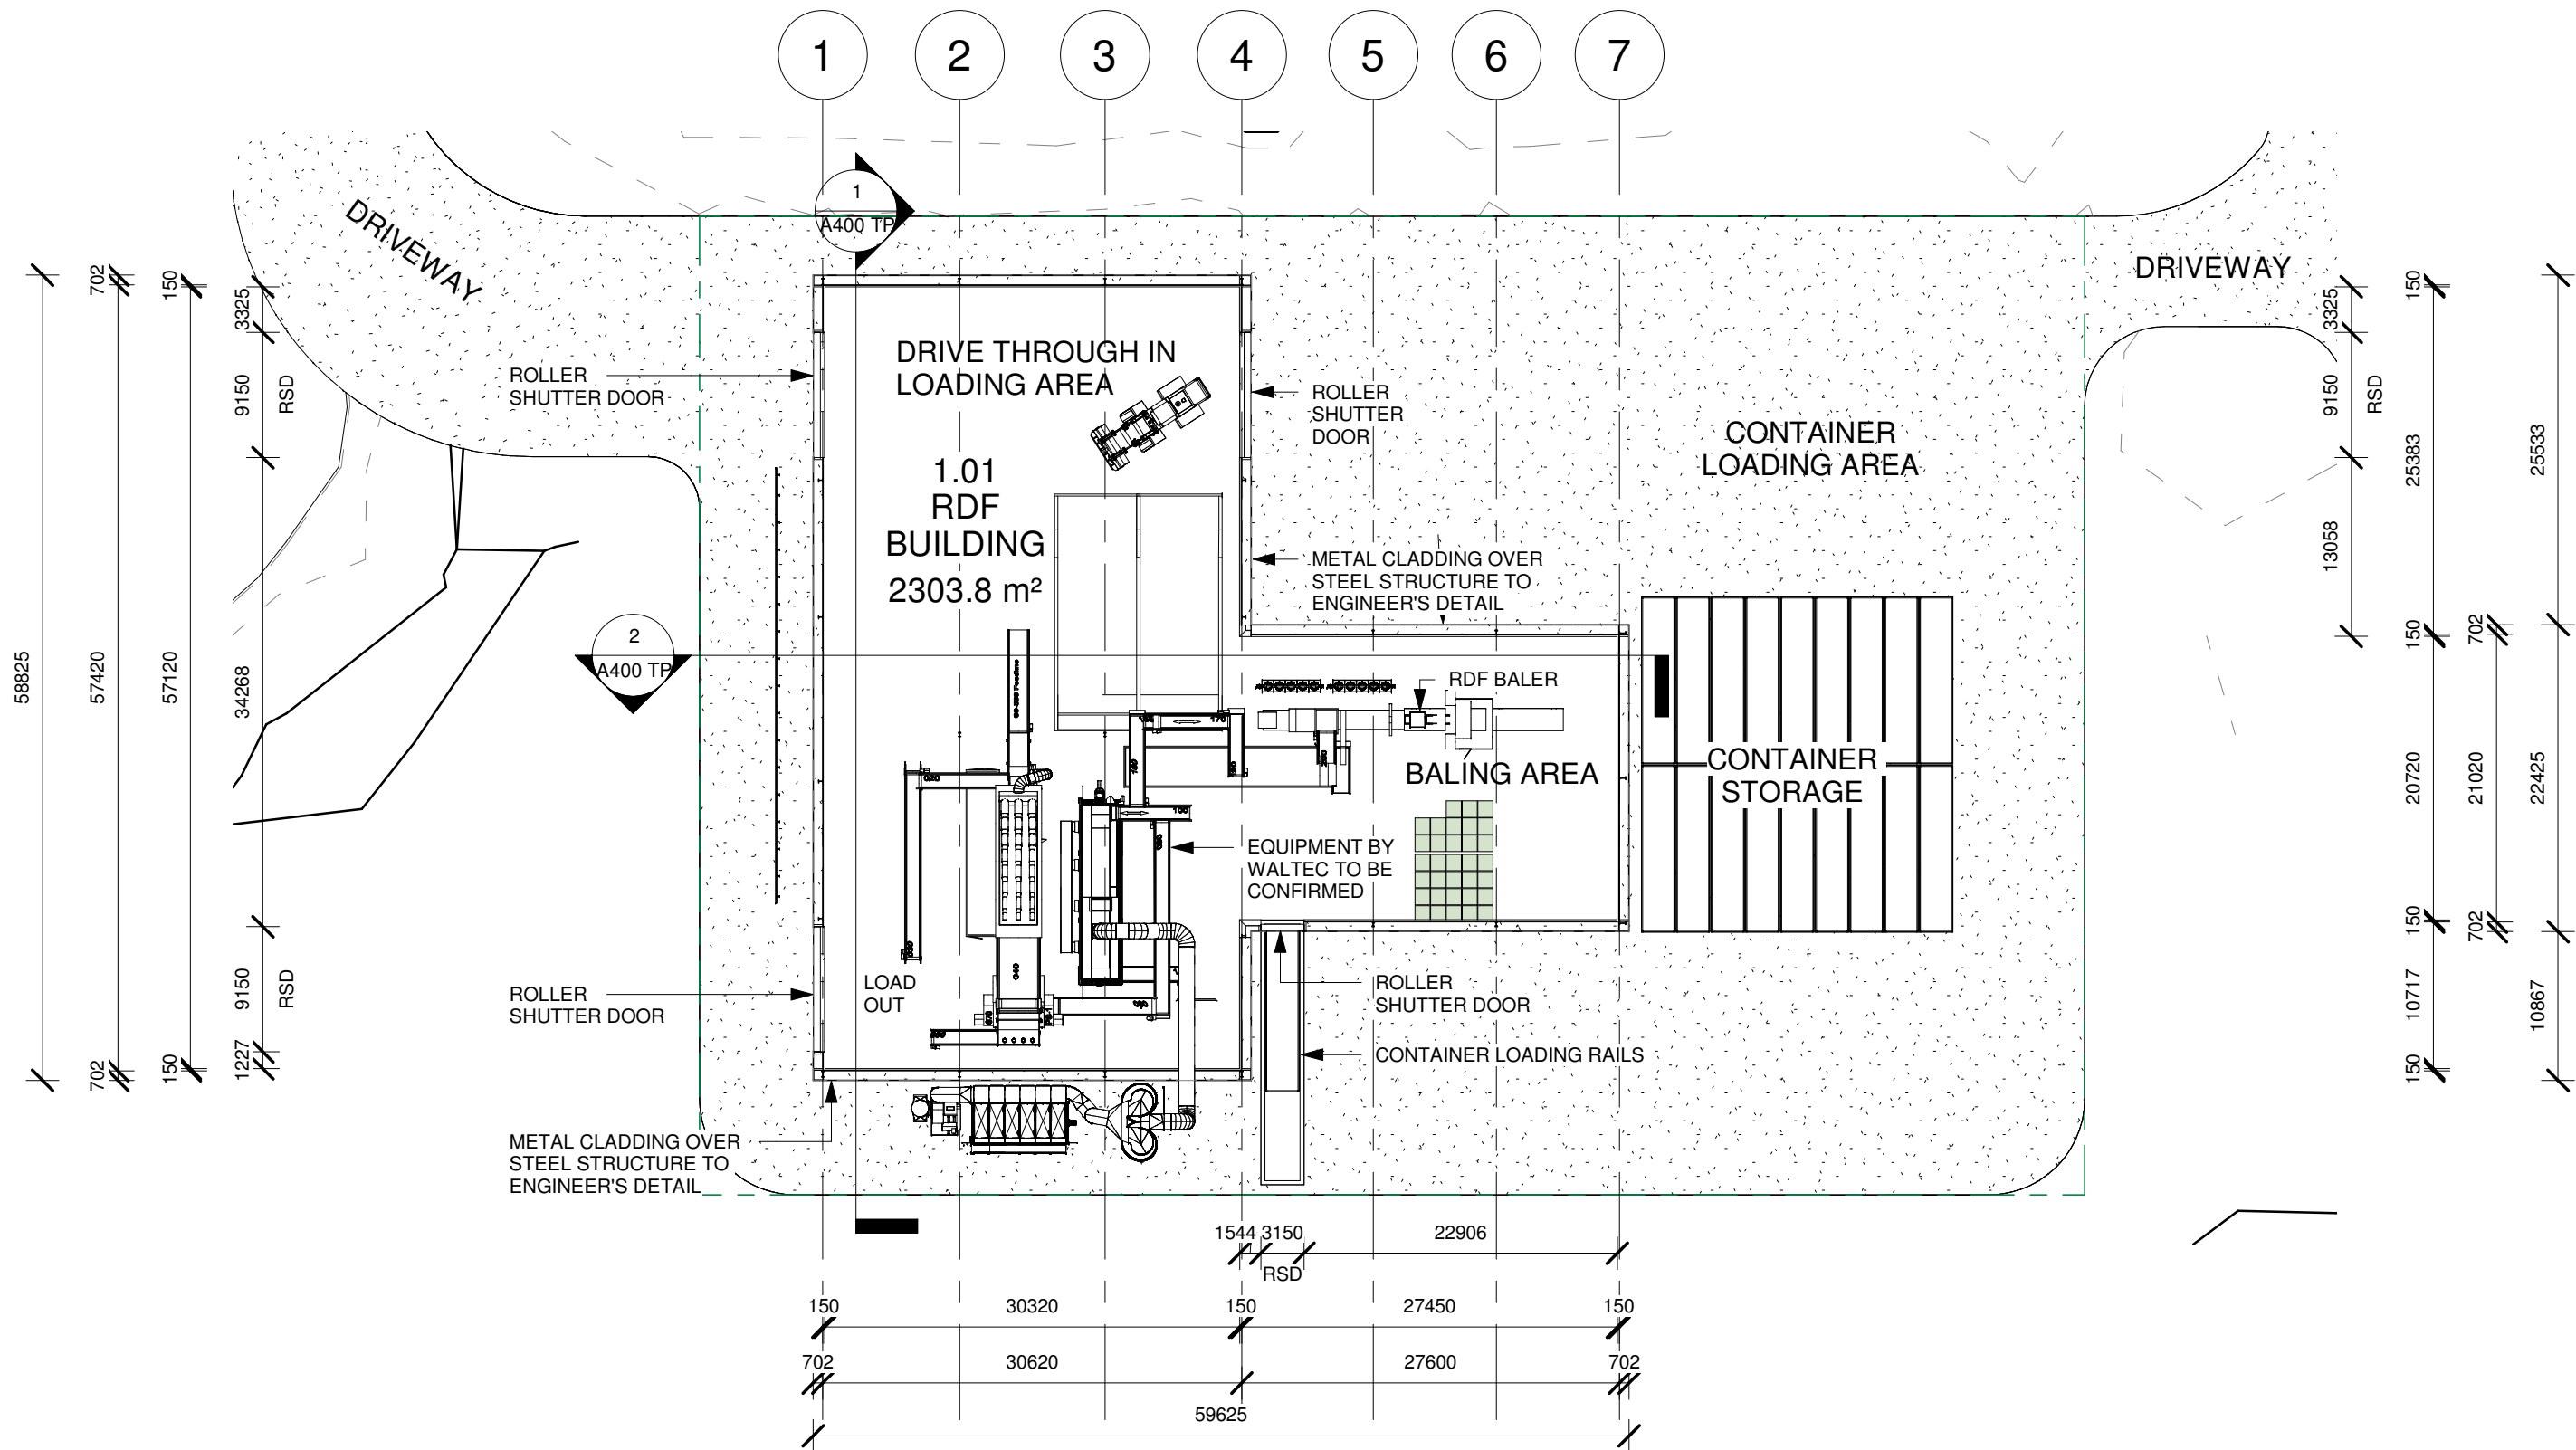 1
2
3
4
5
6
7
1
A400 TP
DRIVEWAY
DRIVEWAY
DRIVE THROUGH IN
LOADING AREA
ROLLER
SHUTTER DOOR
ROLLER
SHUTTER
DOOR
CONTAINER
LOADING AREA
1.01
RDF
BUILDING
2303.8 m²
METAL CLADDING OVER
STEEL STRUCTURE TO
ENGINEER'S DETAIL
2
A400 TP
RDF BALER
BALING AREA
CONTAINER
STORAGE
EQUIPMENT BY
WALTEC TO BE
CONFIRMED
LOAD
OUT
ROLLER
SHUTTER DOOR
ROLLER
SHUTTER DOOR
CONTAINER LOADING RAILS
METAL CLADDING OVER
STEEL STRUCTURE TO
ENGINEER'S DETAIL
58825
702
57420
702
150
57120
150
3325
9150
RSD
34268
9150
RSD
1227
3325
9150
RSD
13058
150
25383
150
20720
150
10717
150
702
21020
702
25533
22425
10867
1544
3150
22906
RSD
150
30320
150
27450
150
702
30620
27600
702
59625
020
040
170
200
100